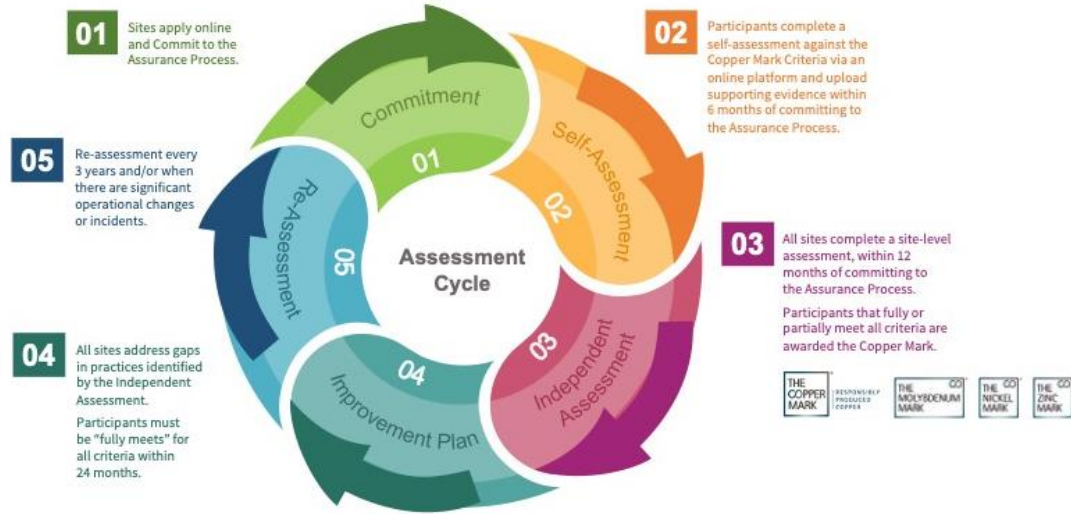 01
Sites apply online
and Commit to the
Assurance Process.
02
Participants complete a
self-assessment against the
Copper Mark Criteria via an
online platform and upload
supporting evidence within
6 months of committing to
the Assurance Process.
03
All sites complete a site-level
assessment, within 12
months of committing to
the Assurance Process.
Participants that fully or
partially meet all criteria are
awarded the Copper Mark.
THE
COPPER
MARK
RESPONSIBLY
PRODUCED
COPPER
THE
MOLYBDENUM
MARK
THE
NICKEL
MARK
THE
ZINC
MARK
04
All sites address gaps
in practices identified
by the Independent
Assessment.
Participants must
be “fully meets” for
all criteria within
24 months.
05
Re-assessment every
3 years and/or when
there are significant
operational changes
or incidents.
Commitment
01
Self-Assessment
02
Independent
Assessment
03
Improvement Plan
04
Re-Assessment
05
Assessment
Cycle